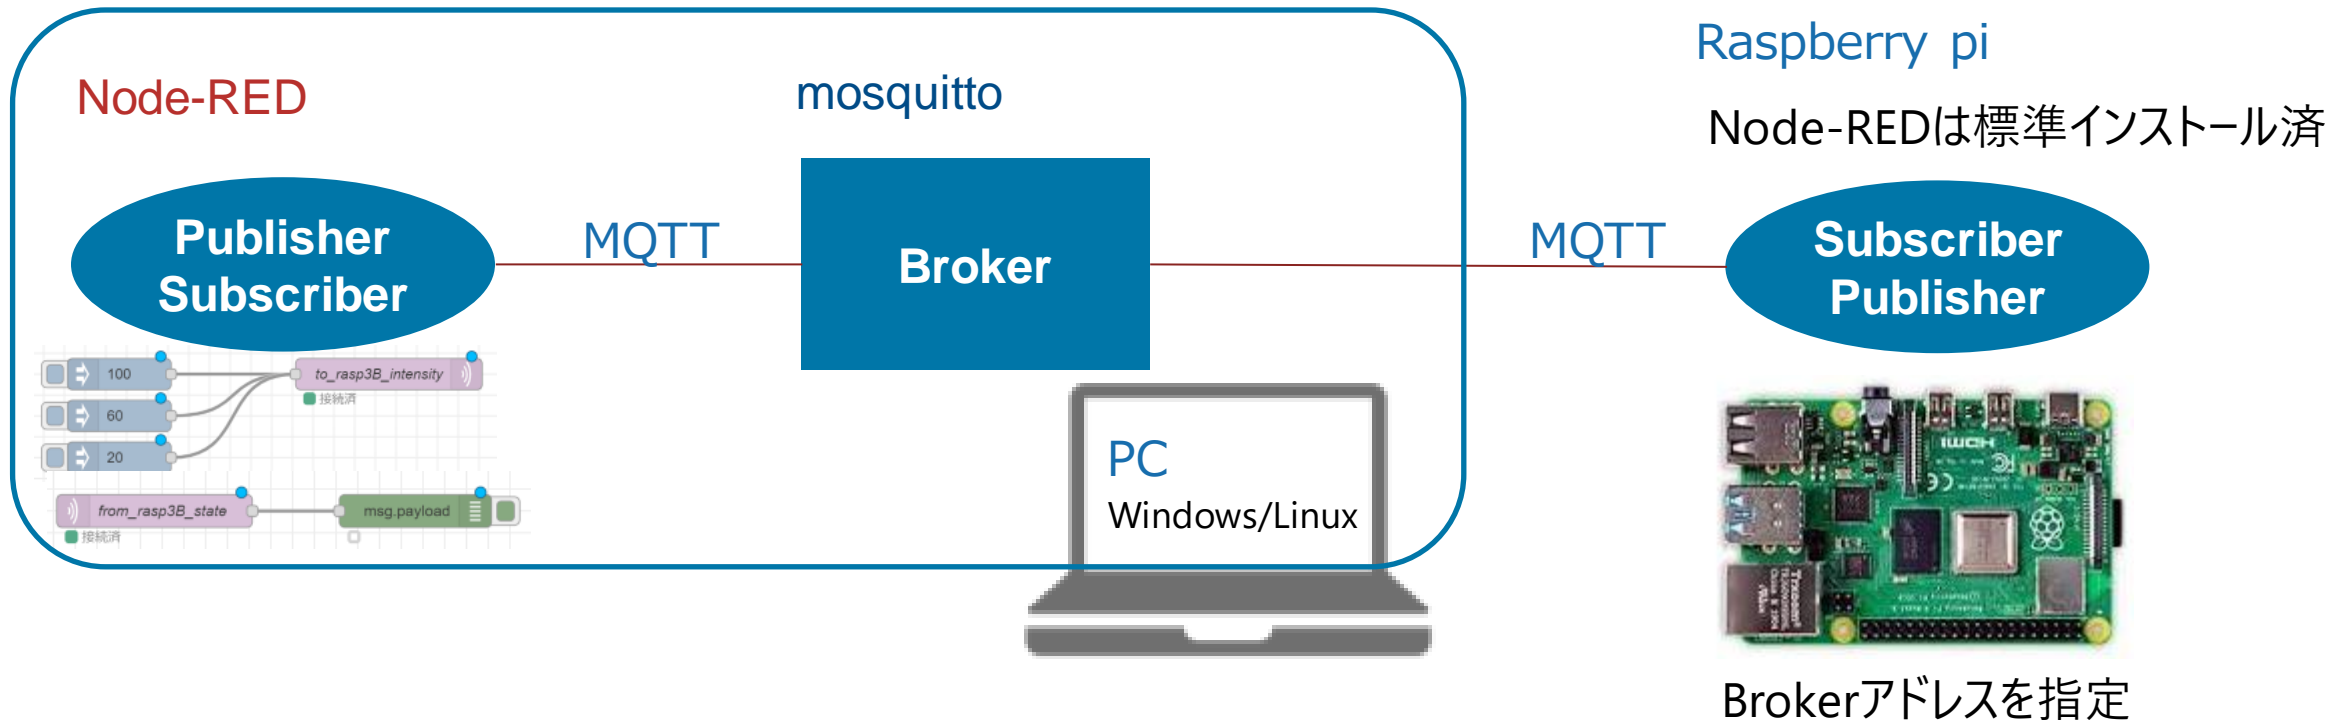 Raspberry pi
Node-REDは標準インストール済
Node-RED
mosquitto
Publisher
Subscriber
MQTT
Broker
MQTT
Subscriber
Publisher
100
60
20
to_rasp3B_intensity
接続済
from_rasp3B_state
接続済
msg.payload
PC
Windows/Linux
HDMI
Brokerアドレスを指定